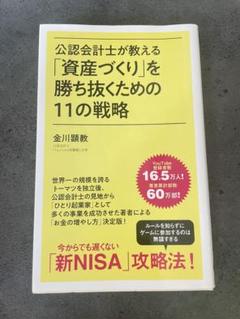 公認会計士が教える
「資産づくり」を
勝ち抜くための
11の戦略
金川顕教
YouTube
登録者数
16.5万人!
著者累計部数
60万部!
世界一の規模を誇る
トーマツを独立後、
公認会計士の見地から
「ひとり起業家」として
多くの事業を成功させた著者による
「お金の増やし方」決定版!
ルールを知らずに
ゲームに参加するのは
無謀すぎる
今からでも遅くない
「新NISA」攻略法!